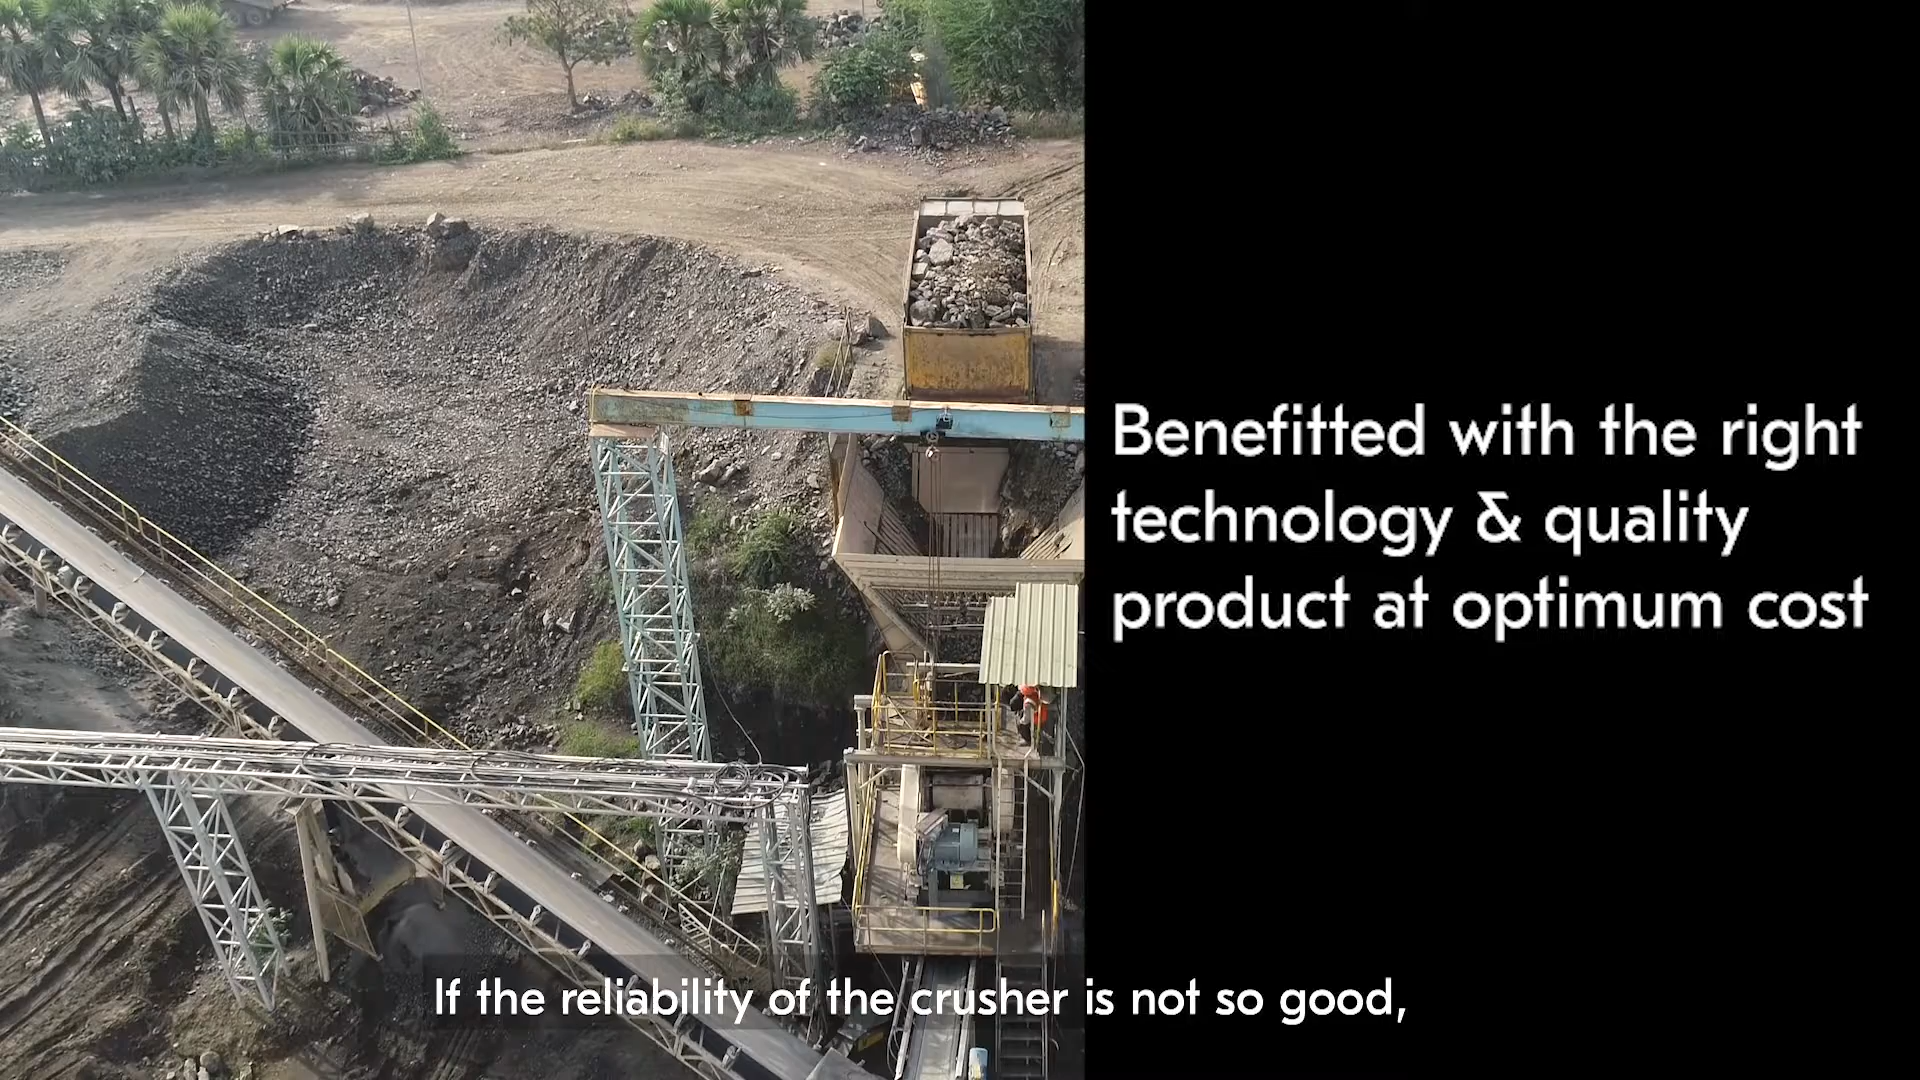 Benefitted with the right
technology & quality
product at optimum cost
If the reliability of the crusher is not so good,